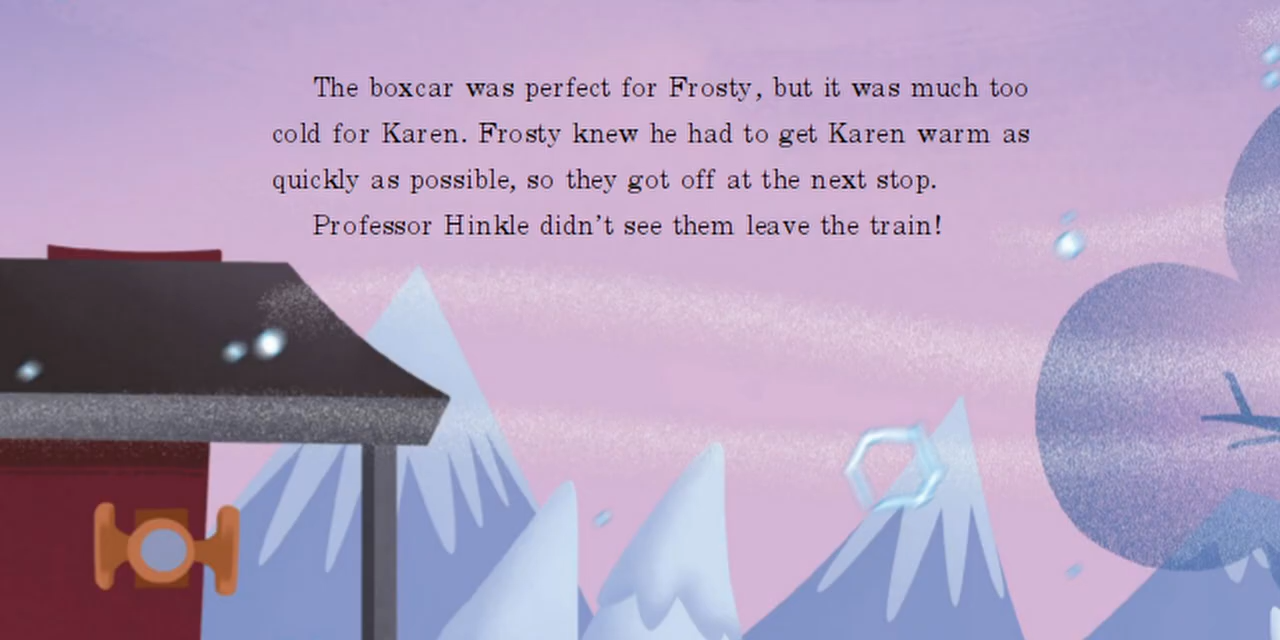 The boxcar was perfect for Frosty, but it was much too
cold for Karen. Frosty knew he had to get Karen warm as
quickly as possible, so they got off at the next stop.
Professor Hinkle didn’t see them leave the train!